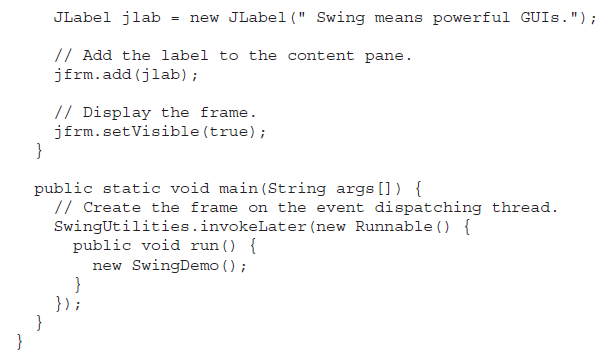 JLabel jlab = new JLabel(" Swing means powerful GUIs.");
// Add the label to the content pane.
jfrm.add(jlab);
// Display the frame.
jfrm.setVisible(true);
}
public static void main(String args[]) {
// Create the frame on the event dispatching thread.
SwingUtilities.invokeLater(new Runnable() {
public void run() {
new SwingDemo();
}
});
}
}